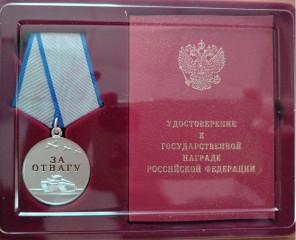 ЗА
ОТВАГУ
УДОСТОВЕРЕНИЕ
К
ГОСУДАРСТВЕННОЙ
НАГРАДЕ
РОССИЙСКОЙ ФЕДЕРАЦИИ